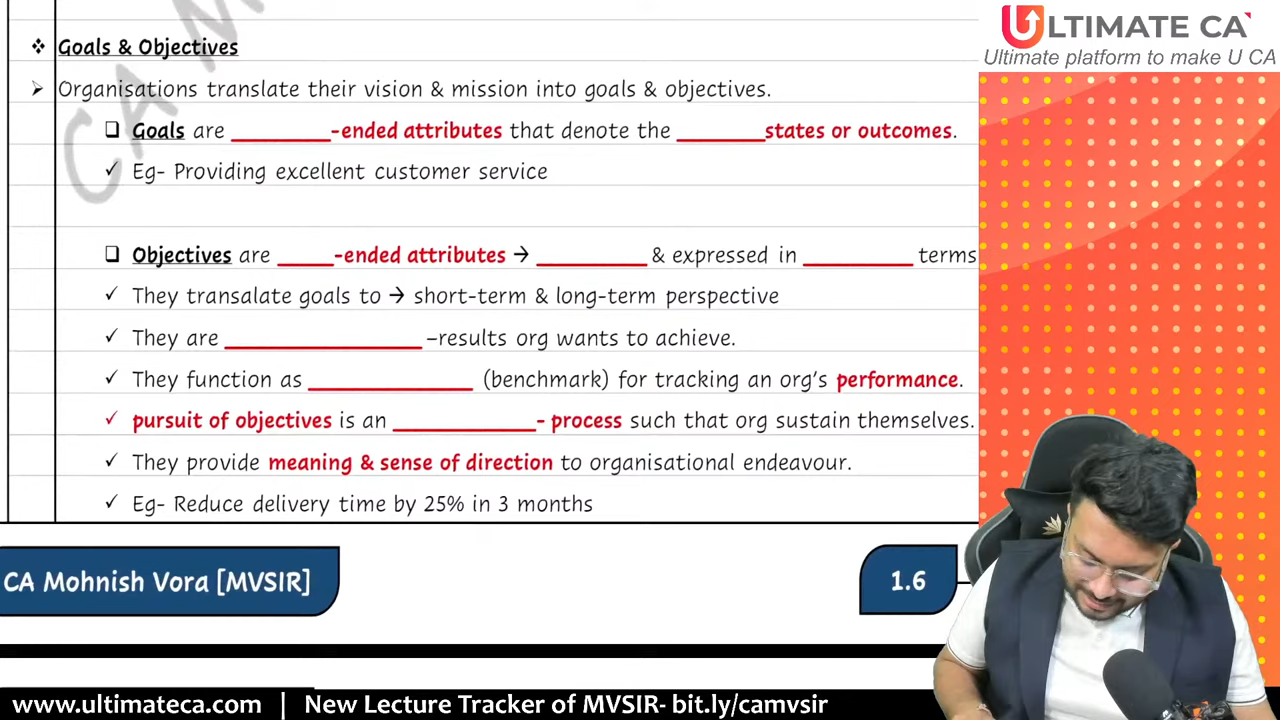 ULTIMATE CA
Ultimate platform to make U CA
CA M
❖ Goals & Objectives
➢ Organisations translate their vision & mission into goals & objectives.
❑ Goals are _________-ended attributes that denote the ________states or outcomes.
✓ Eg- Providing excellent customer service
❑ Objectives are _____-ended attributes → __________ & expressed in __________ terms
✓ They transalate goals to → short-term & long-term perspective
✓ They are __________________ –results org wants to achieve.
✓ They function as _______________ (benchmark) for tracking an org's performance.
✓ pursuit of objectives is an _____________- process such that org sustain themselves.
✓ They provide meaning & sense of direction to organisational endeavour.
✓ Eg- Reduce delivery time by 25% in 3 months
CA Mohnish Vora [MVSIR]
1.6
www.ultimateca.com | New Lecture Tracker of MVSIR- bit.ly/camvsir